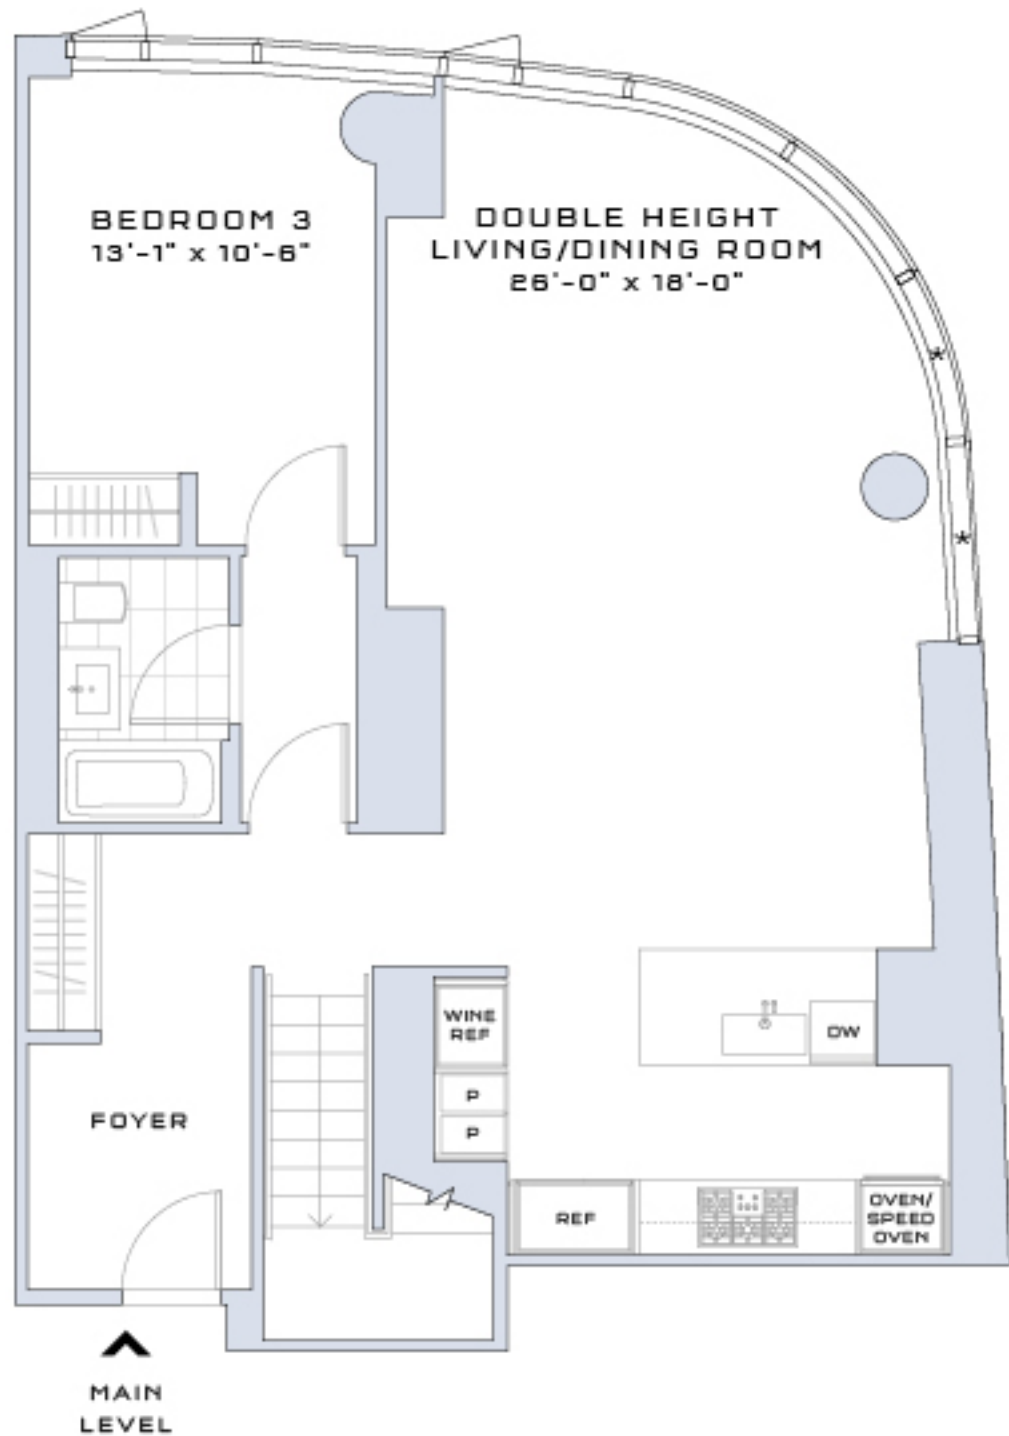 BEDROOM 3
13'-1" x 10'-6"
DOUBLE HEIGHT
LIVING/DINING ROOM
26'-0" x 18'-0"
*
*
WINE
REF
DW
P
P
FOYER
REF
OVEN/
SPEED
OVEN
MAIN
LEVEL